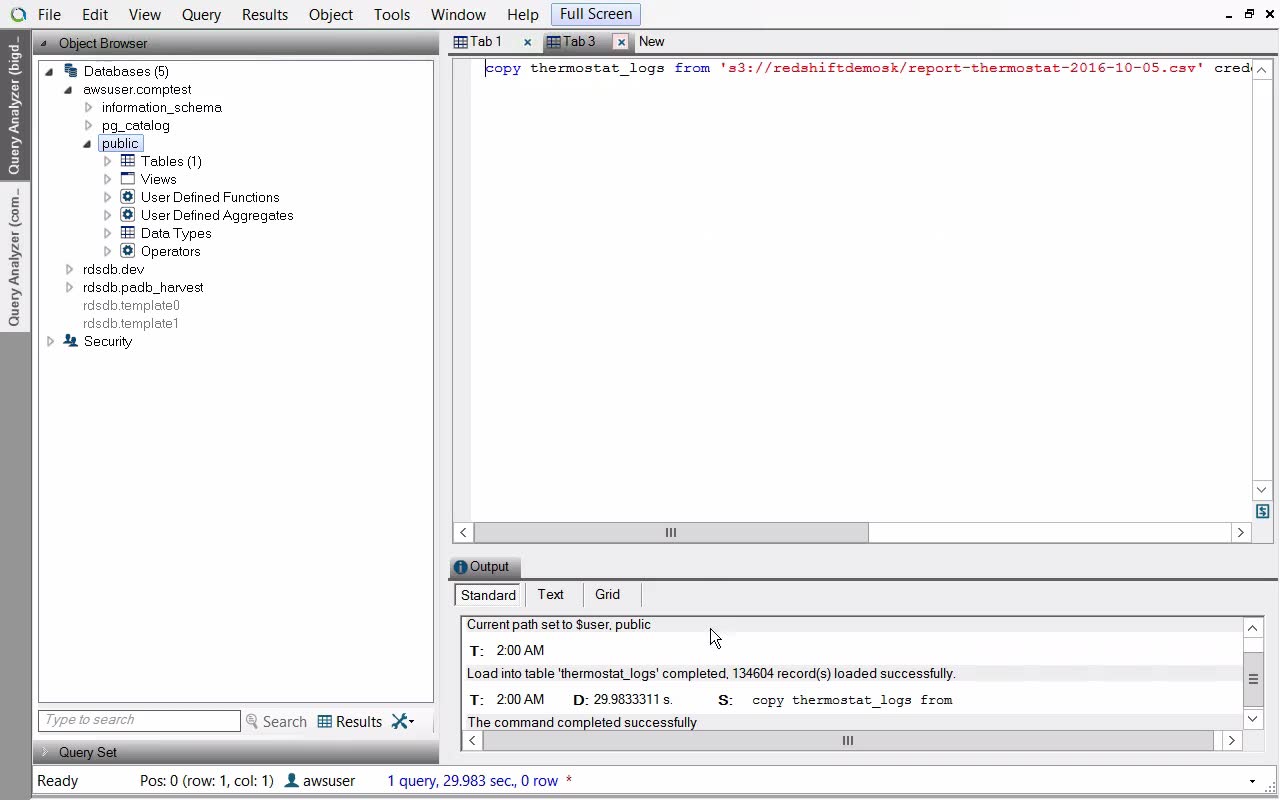 File Edit View Query Results Object Tools Window Help Full Screen
Query Analyzer (bigd...
Query Analyzer (com...
Object Browser
Databases (5)
awsuser.comptest
information_schema
pg_catalog
public
Tables (1)
Views
User Defined Functions
User Defined Aggregates
Data Types
Operators
rdsdb.dev
rdsdb.padb_harvest
rdsdb.template0
rdsdb.template1
Security
Type to search Search Results
Query Set
Tab 1 Tab 3 New
copy thermostat_logs from 's3://redshiftdemosk/report-thermostat-2016-10-05.csv' crede
Output
Standard Text Grid
Current path set to $user, public
T: 2:00 AM
Load into table 'thermostat_logs' completed, 134604 record(s) loaded successfully.
T: 2:00 AM D: 29.9833311 s. S: copy thermostat_logs from
The command completed successfully
Ready Pos: 0 (row: 1, col: 1) awsuser 1 query, 29.983 sec., 0 row *